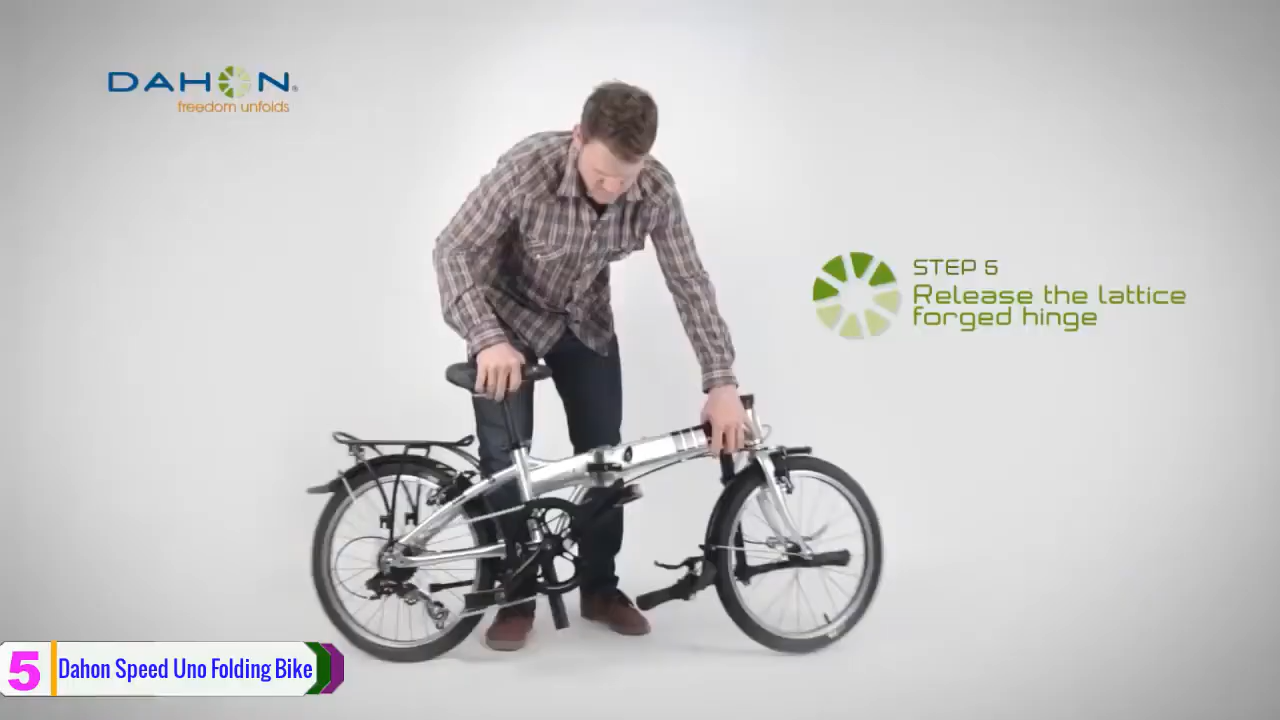 DAHON®
freedom unfolds
STEP 5
Release the lattice
forged hinge
5
Dahon Speed Uno Folding Bike